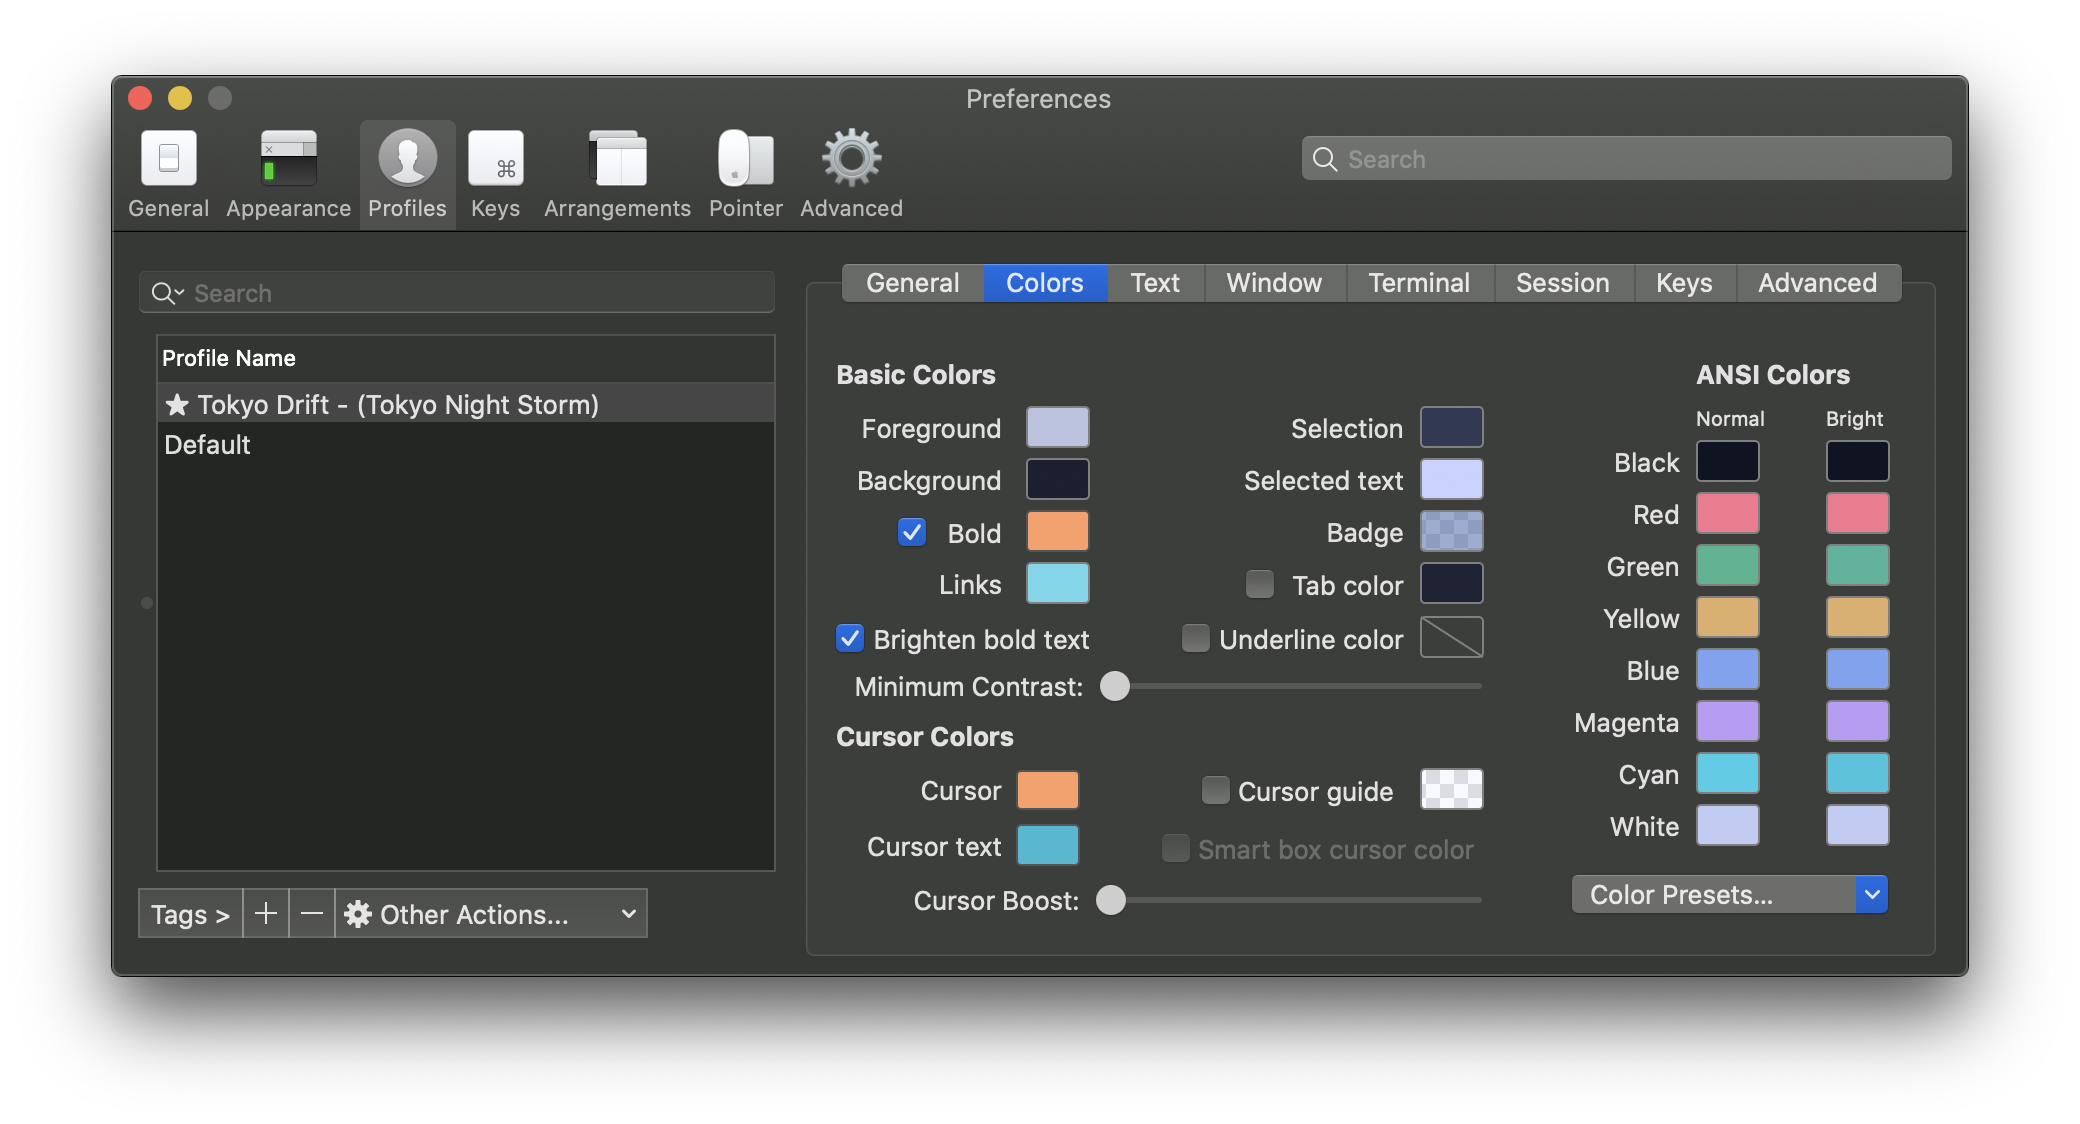 Preferences
General
Appearance
Profiles
Keys
Arrangements
Pointer
Advanced
Search
Search
Profile Name
★ Tokyo Drift - (Tokyo Night Storm)
Default
Tags >
Other Actions...
General
Colors
Text
Window
Terminal
Session
Keys
Advanced
Basic Colors
Foreground
Background
Bold
Links
Brighten bold text
Minimum Contrast:
Selection
Selected text
Badge
Tab color
Underline color
Cursor Colors
Cursor
Cursor text
Cursor Boost:
Cursor guide
Smart box cursor color
ANSI Colors
Normal Bright
Black
Red
Green
Yellow
Blue
Magenta
Cyan
White
Color Presets...